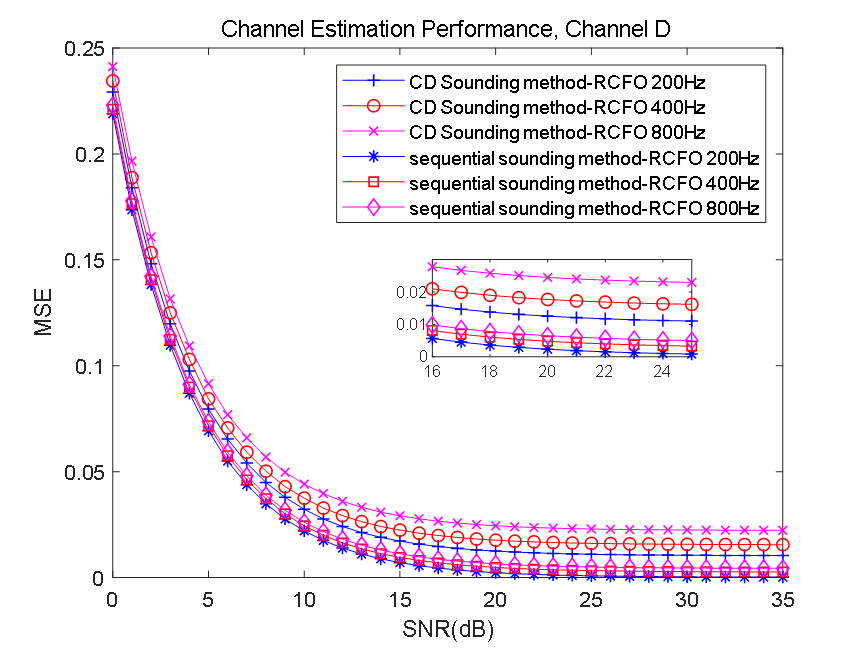 Channel Estimation Performance, Channel D
0.25
0.2
0.15
0.1
0.05
0
MSE
CD Sounding method-RCFO 200Hz
CD Sounding method-RCFO 400Hz
CD Sounding method-RCFO 800Hz
sequential sounding method-RCFO 200Hz
sequential sounding method-RCFO 400Hz
sequential sounding method-RCFO 800Hz
0.02
0.01
0
16 18 20 22 24
0 5 10 15 20 25 30 35
SNR(dB)